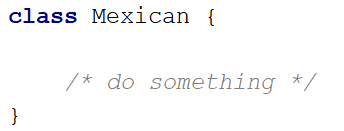 class Mexican {
/* do something */
}